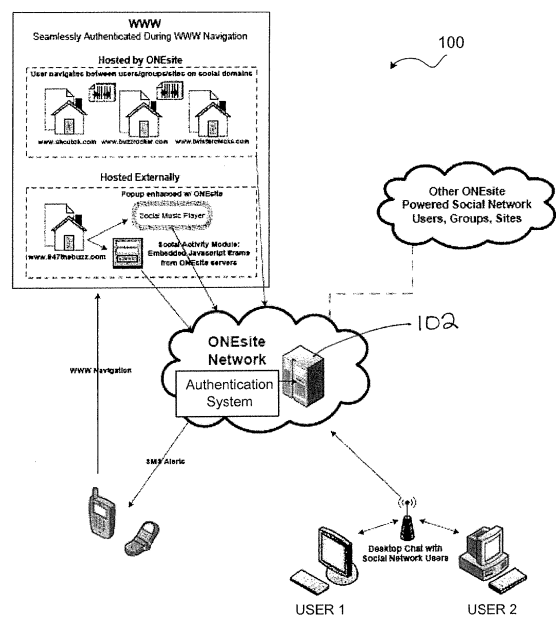 WWW
Seamlessly Authenticated During WWW Navigation
Hosted by ONEsite
User navigates between users/groups/sites on social domains
www.buzzrocker.com
Hosted Externally
Popup enhanced w/ ONEsite
Social Music Player
Social Activity Module:
Embedded Javascript Iframe
from ONEsite servers
www.947thebuzz.com
100
Other ONEsite
Powered Social Network
Users, Groups, Sites
102
ONEsite
Network
Authentication
System
WWW Navigation
SMS Alerts
Desktop Chat with
Social Network Users
USER 1
USER 2